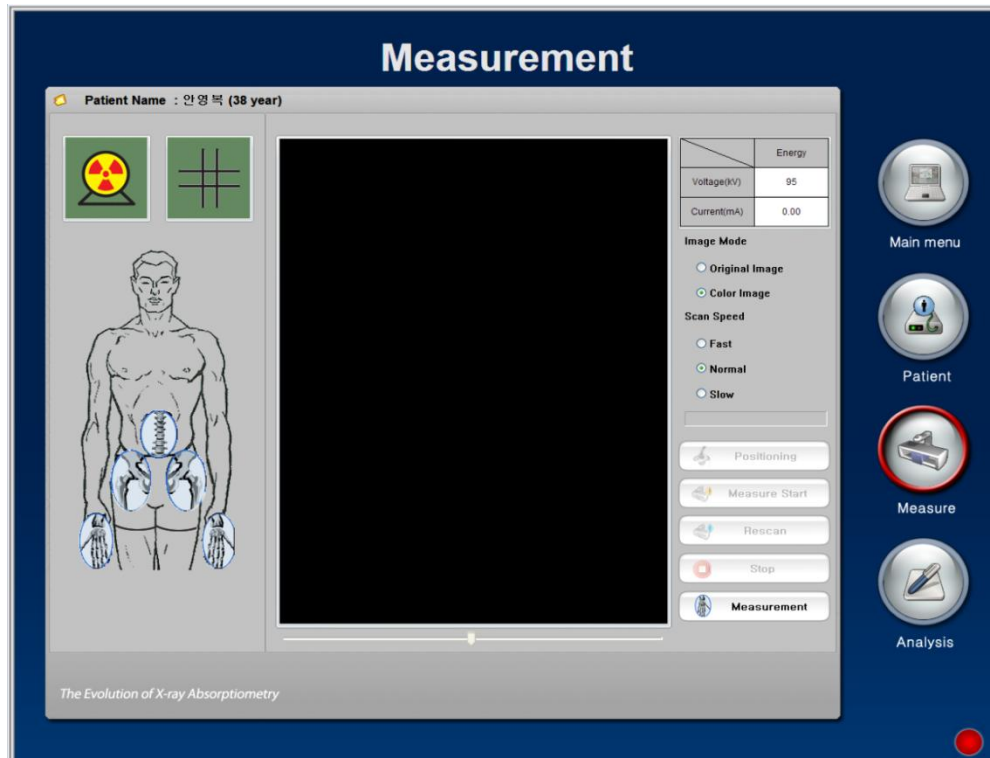 Measurement
Patient Name : 안영복 (38 year)
Energy
Voltage(kV) 95
Current(mA) 0.00
Image Mode
Original Image
Color Image
Scan Speed
Fast
Normal
Slow
Positioning
Measure Start
Rescan
Stop
Measurement
Main menu
Patient
Measure
Analysis
The Evolution of X-ray Absorptiometry